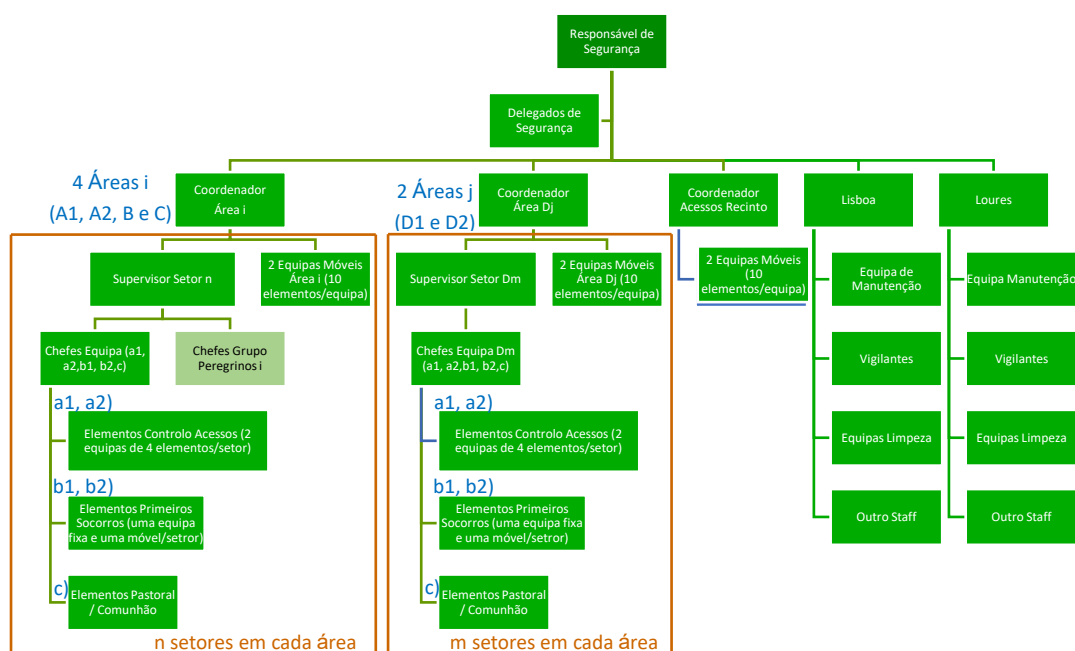 Responsável de
Segurança
Delegados de
Segurança
4 Áreas i
(A1, A2, B e C)
Coordenador
Área i
2 Áreas j
(D1 e D2)
Coordenador
Área Dj
Coordenador
Acessos Recinto
Lisboa
Loures
Supervisor Setor n
2 Equipas Móveis
Área i (10
elementos/equipa)
Supervisor Setor Dm
2 Equipas Móveis
Área Dj (10
elementos/equipa)
2 Equipas Móveis
(10
elementos/equipa)
Equipa de
Manutenção
Equipa Manutenção
Chefes Equipa (a1,
a2,b1, b2,c)
Chefes Grupo
Peregrinos i
Chefes Equipa Dm
(a1, a2,b1, b2,c)
Vigilantes
Vigilantes
a1, a2)
Elementos Controlo Acessos (2
equipas de 4 elementos/setor)
a1, a2)
Elementos Controlo Acessos (2
equipas de 4 elementos/setor)
Equipas Limpeza
Equipas Limpeza
b1, b2)
Elementos Primeiros
Socorros (uma equipa
fixa e uma móvel/setror)
b1, b2)
Elementos Primeiros
Socorros (uma equipa
fixa e uma móvel/setror)
Outro Staff
Outro Staff
c)
Elementos Pastoral
/ Comunhão
c)
Elementos Pastoral
/ Comunhão
n setores em cada área
m setores em cada área